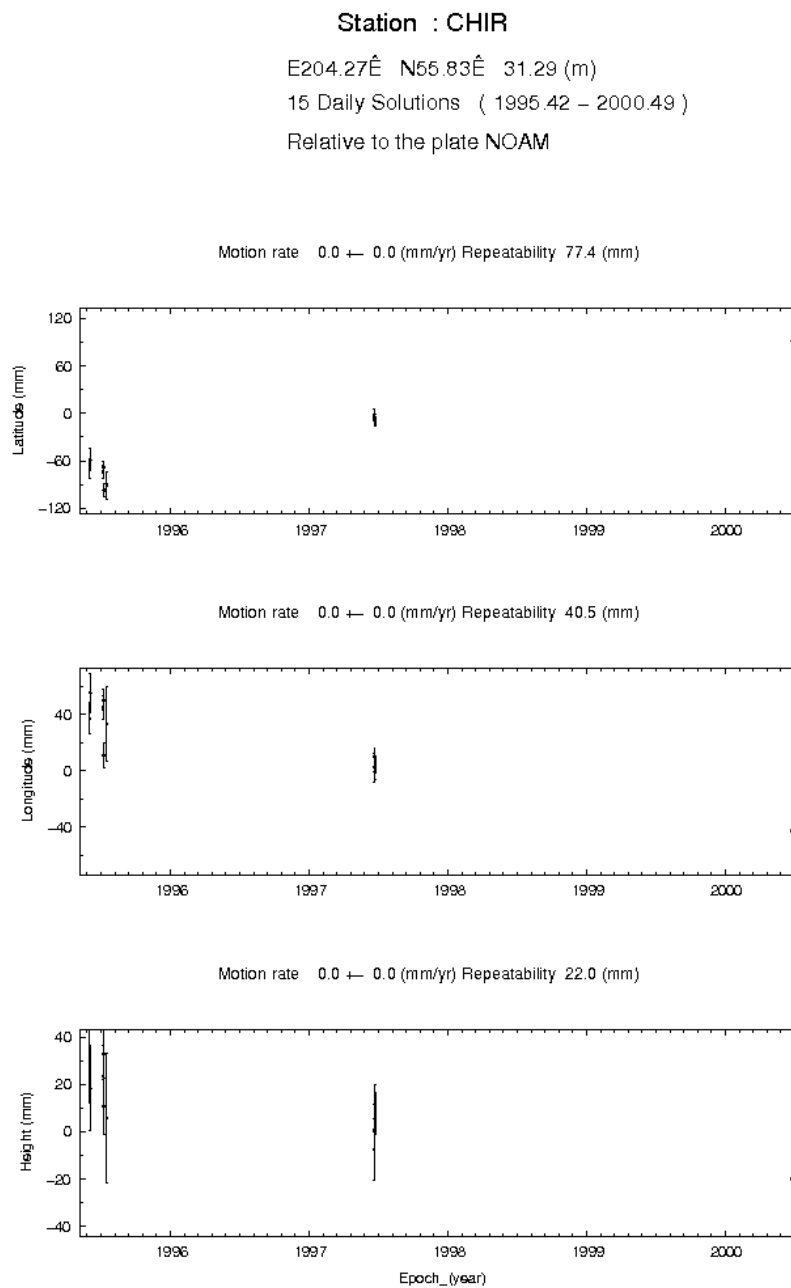 Station : CHIR
E204.27Ê N55.83Ê 31.29 (m)
15 Daily Solutions ( 1995.42 – 2000.49 )
Relative to the plate NOAM
Motion rate 0.0 +− 0.0 (mm/yr) Repeatability 77.4 (mm)
120
60
0
−60
−120
Latitude (mm)
1996 1997 1998 1999 2000
Motion rate 0.0 +− 0.0 (mm/yr) Repeatability 40.5 (mm)
40
0
−40
Longitude (mm)
1996 1997 1998 1999 2000
Motion rate 0.0 +− 0.0 (mm/yr) Repeatability 22.0 (mm)
40
20
0
−20
−40
Height (mm)
1996 1997 1998 1999 2000
Epoch_(year)